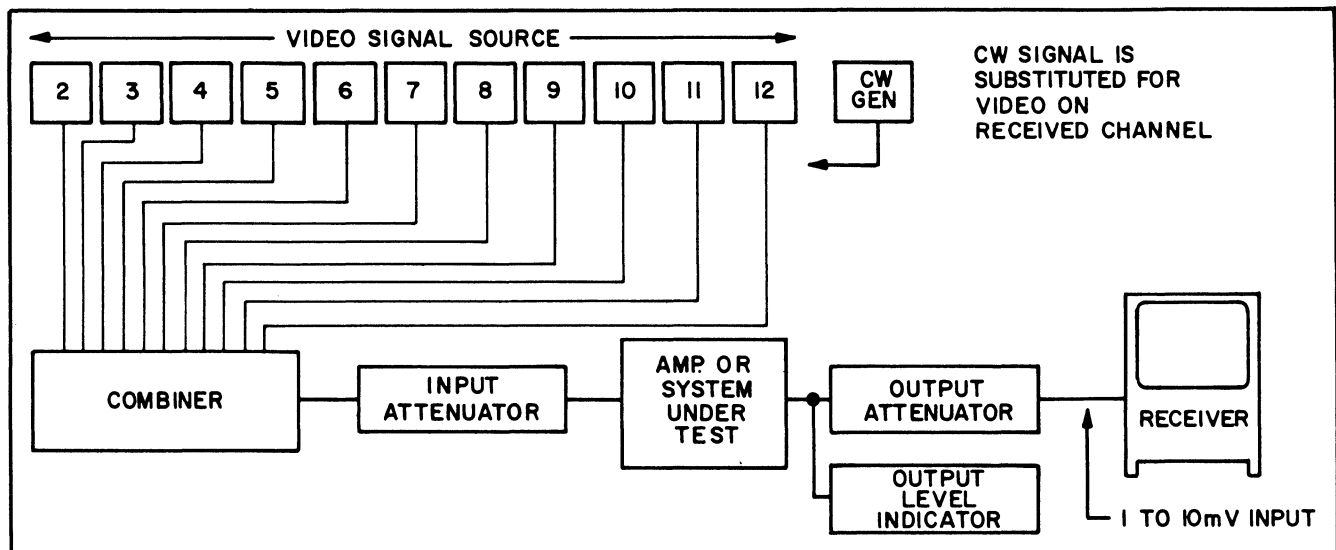 VIDEO SIGNAL SOURCE
2 3 4 5 6 7 8 9 10 11 12
CW
GEN
CW SIGNAL IS
SUBSTITUTED FOR
VIDEO ON
RECEIVED CHANNEL
COMBINER
INPUT
ATTENUATOR
AMP. OR
SYSTEM
UNDER
TEST
OUTPUT
ATTENUATOR
RECEIVER
OUTPUT
LEVEL
INDICATOR
1 TO 10mV INPUT